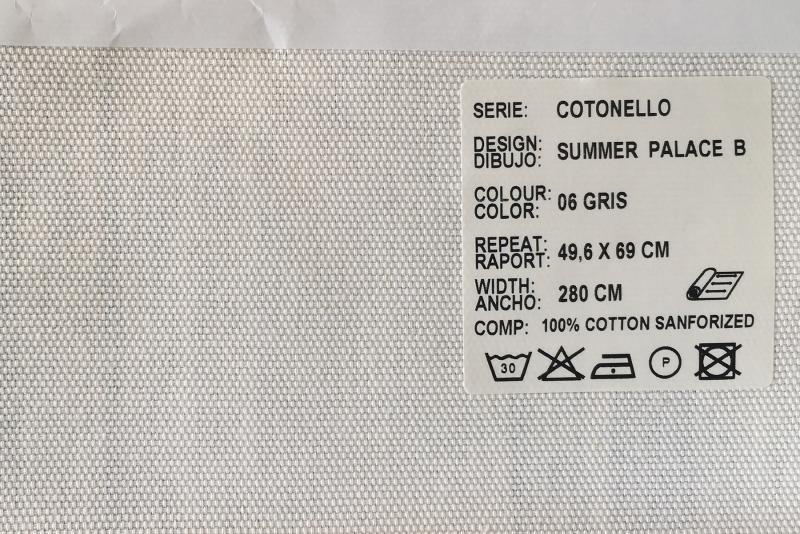 SERIE: COTONELLO
DESIGN:
DIBUJO: SUMMER PALACE B
COLOUR:
COLOR: 06 GRIS
REPEAT:
RAPORT: 49,6 X 69 CM
WIDTH:
ANCHO: 280 CM
COMP: 100% COTTON SANFORIZED
30 P